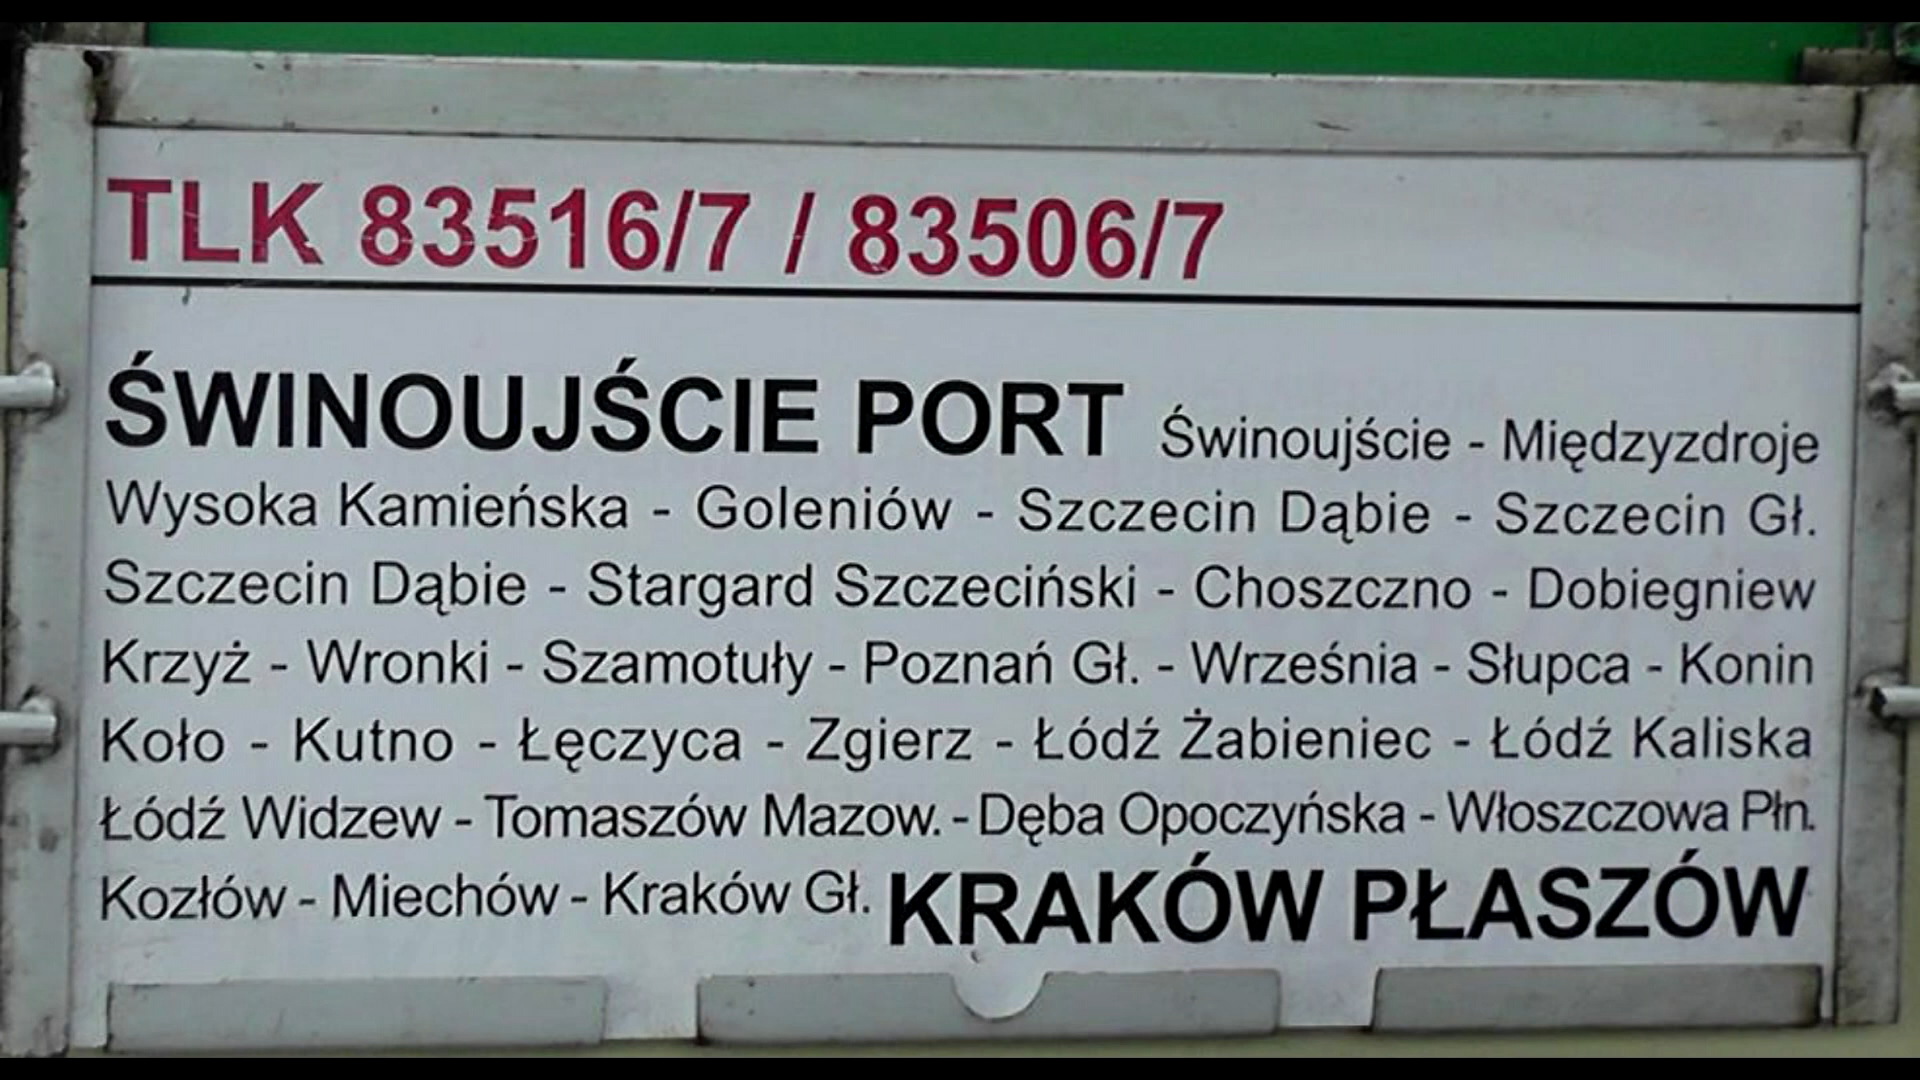 TLK 83516/7 / 83506/7
ŚWINOUJŚCIE PORT Świnoujście - Międzyzdroje
Wysoka Kamieńska - Goleniów - Szczecin Dąbie - Szczecin Gł.
Szczecin Dąbie - Stargard Szczeciński - Choszczno - Dobiegniew
Krzyż - Wronki - Szamotuły - Poznań Gł. - Września - Słupca - Konin
Koło - Kutno - Łęczyca - Zgierz - Łódź Żabieniec - Łódź Kaliska
Łódź Widzew - Tomaszów Mazow. - Dęba Opoczyńska - Włoszczowa Płn.
Kozłów - Miechów - Kraków Gł. KRAKÓW PŁASZÓW